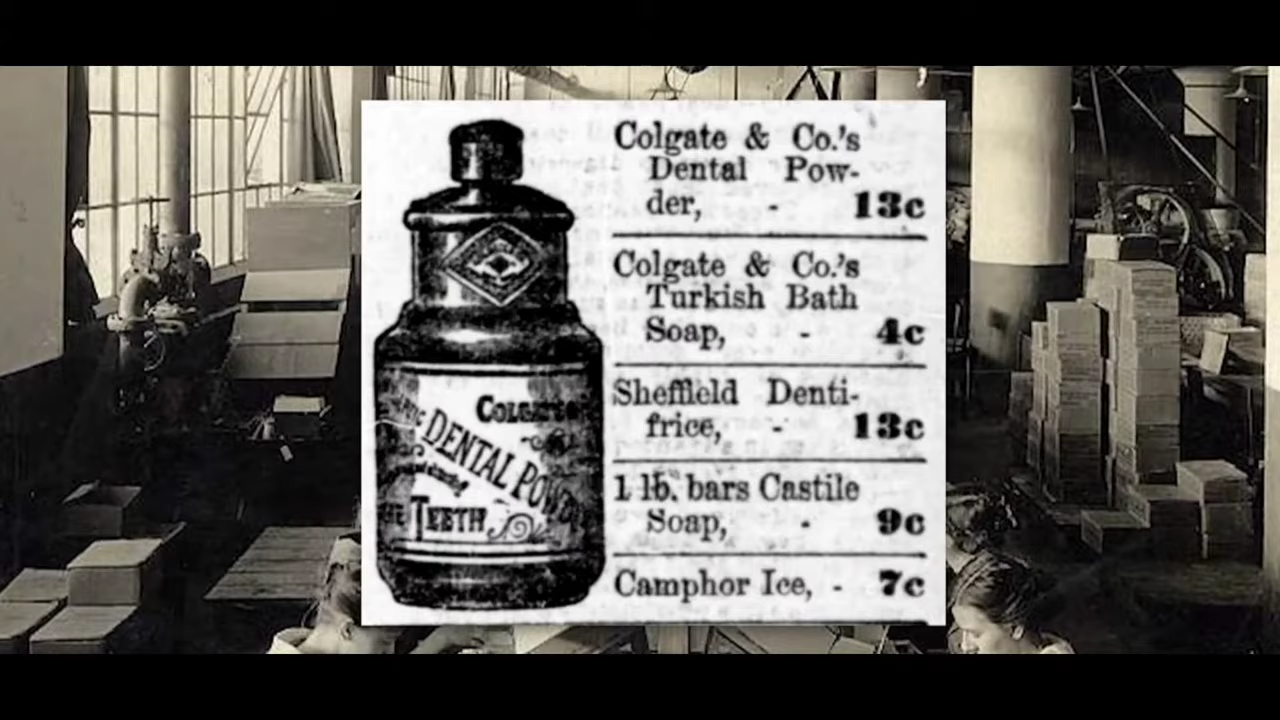 Colgate & Co.'s
Dental Pow-
der, - 13c
Colgate & Co.'s
Turkish Bath
Soap, - 4c
Sheffield Denti-
frice, - 13c
1 lb. bars Castile
Soap, - 9c
Camphor Ice, - 7c
COLGATE
DENTAL POWD
TEETH